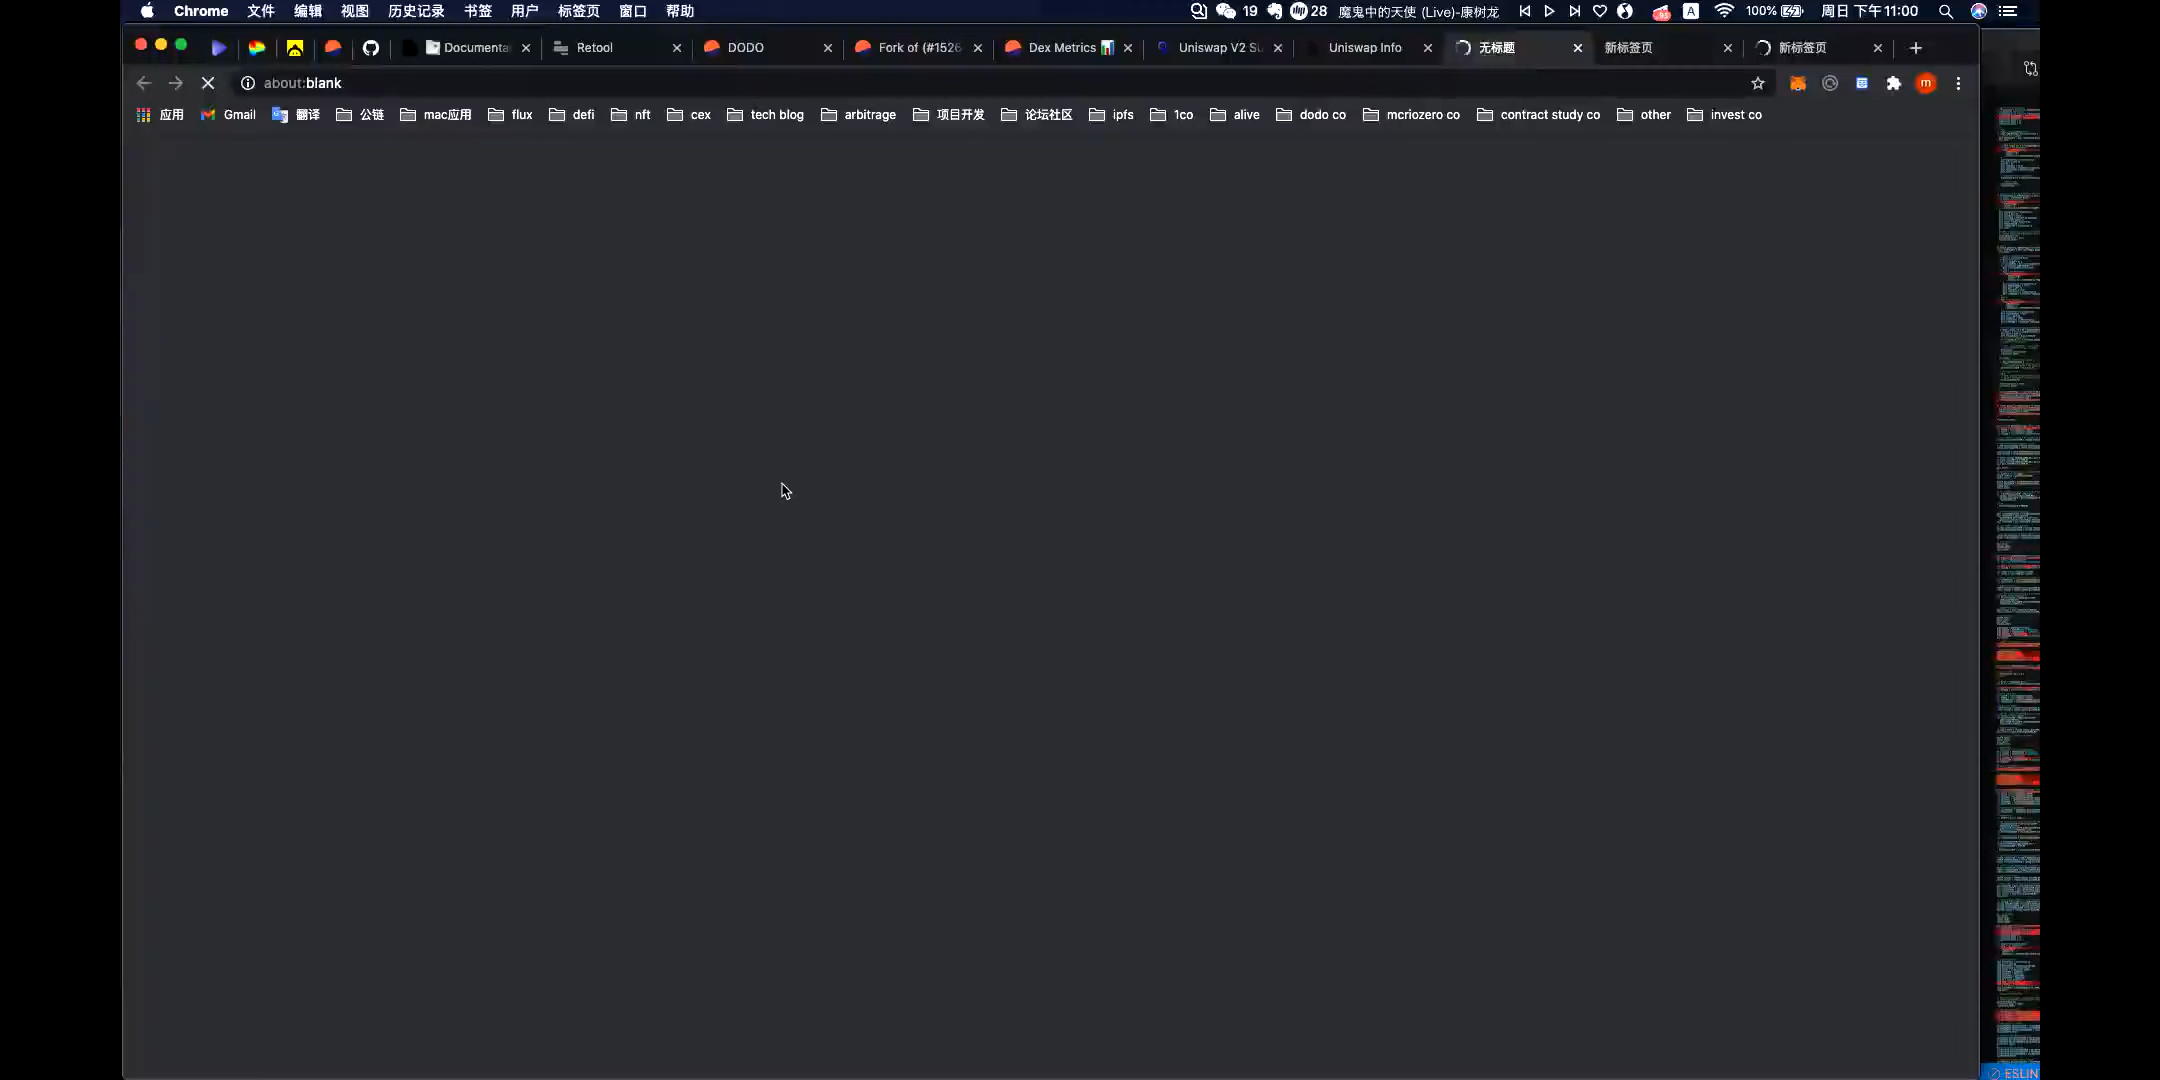 Chrome 文件 编辑 视图 历史记录 书签 用户 标签页 窗口 帮助 19 28 魔鬼中的天使 (Live)-康树龙 A 100% 周日 下午11:00
Documenta Retool DODO Fork of (#1526 Dex Metrics Uniswap V2 Su Uniswap Info 无标题 新标签页 新标签页
about:blank m
应用 Gmail 翻译 公链 mac应用 flux defi nft cex tech blog arbitrage 项目开发 论坛社区 ipfs 1co alive dodo co mcriozero co contract study co other invest co
ESLIN